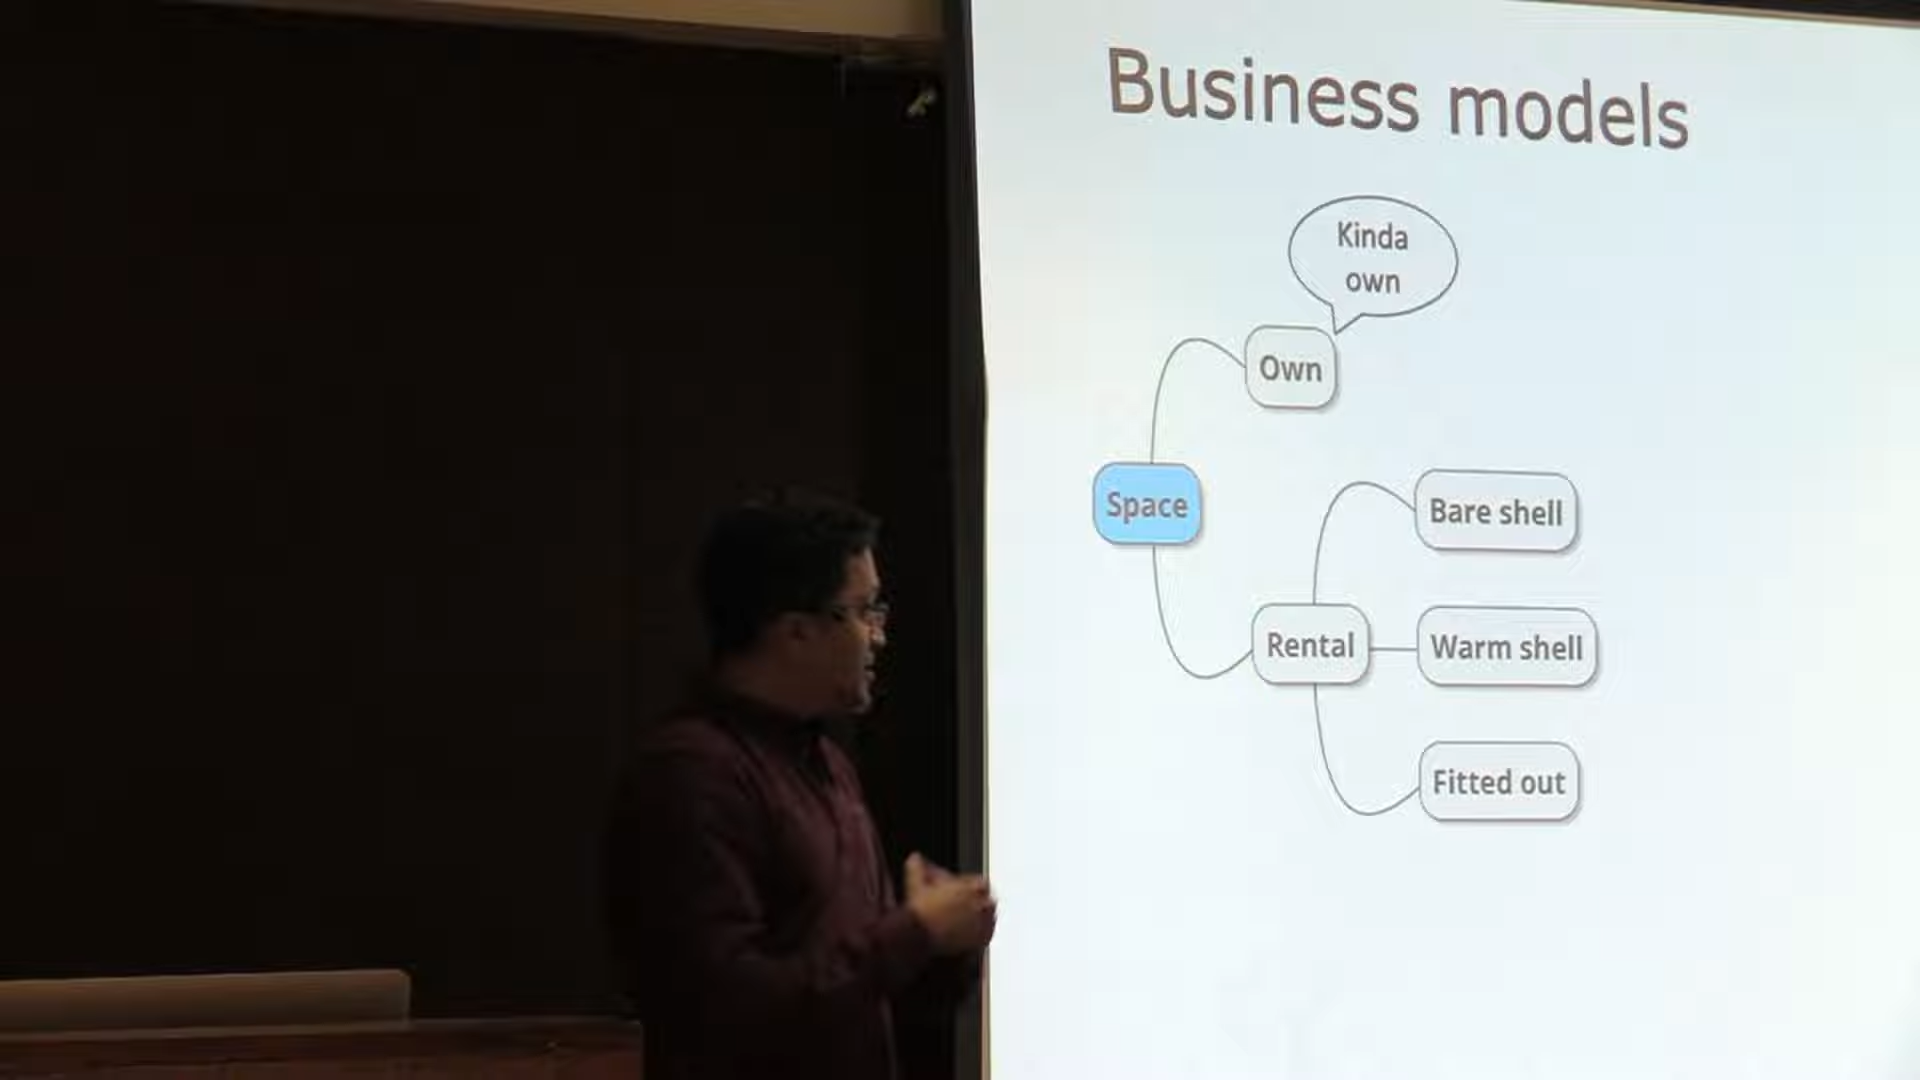 Business models
Kinda
own
Own
Space
Bare shell
Rental
Warm shell
Fitted out